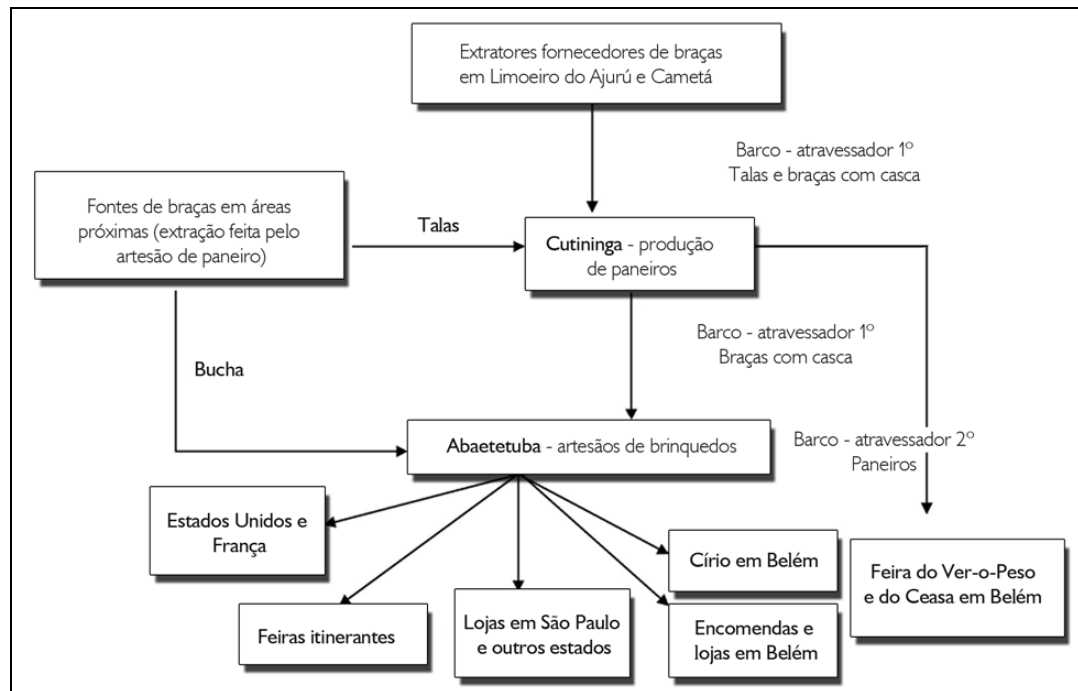 Extratores fornecedores de braças
em Limoeiro do Ajurú e Cametá
Barco - atravessador 1º
Talas e braças com casca
Fontes de braças em áreas
próximas (extração feita pelo
artesão de paneiro)
Talas
Cutininga - produção
de paneiros
Barco - atravessador 1º
Braças com casca
Bucha
Abaetetuba - artesãos de brinquedos
Barco - atravessador 2º
Paneiros
Estados Unidos e
França
Círio em Belém
Feira do Ver-o-Peso
e do Ceasa em Belém
Feiras itinerantes
Lojas em São Paulo
e outros estados
Encomendas e
lojas em Belém